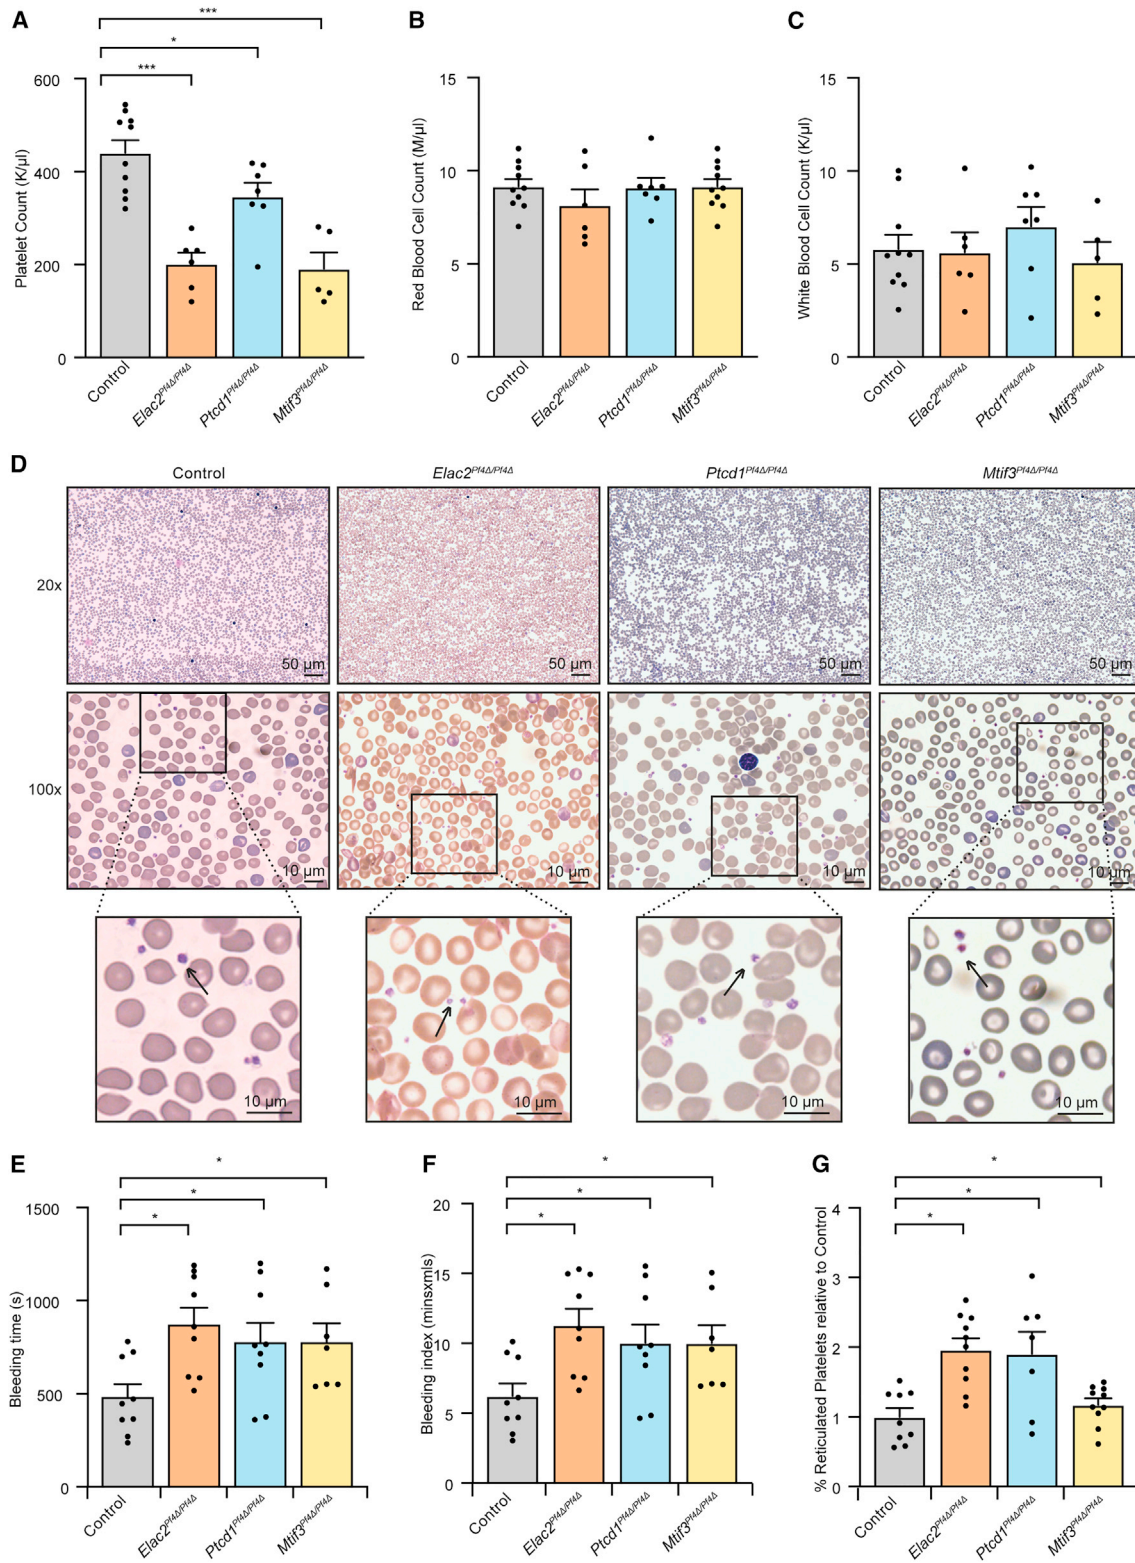 A
***
*
***
Platelet Count (K/µl)
600
400
200
0
Control
Elac2Pf4Δ/Pf4Δ
Ptcd1Pf4Δ/Pf4Δ
Mtif3Pf4Δ/Pf4Δ
B
Red Blood Cell Count (M/µl)
15
10
5
0
Control
Elac2Pf4Δ/Pf4Δ
Ptcd1Pf4Δ/Pf4Δ
Mtif3Pf4Δ/Pf4Δ
C
White Blood Cell Count (K/µl)
15
10
5
0
Control
Elac2Pf4Δ/Pf4Δ
Ptcd1Pf4Δ/Pf4Δ
Mtif3Pf4Δ/Pf4Δ
D
Control
Elac2Pf4Δ/Pf4Δ
Ptcd1Pf4Δ/Pf4Δ
Mtif3Pf4Δ/Pf4Δ
20x
50 µm
50 µm
50 µm
50 µm
100x
10 µm
10 µm
10 µm
10 µm
10 µm
10 µm
10 µm
10 µm
E
*
*
*
Bleeding time (s)
1500
1000
500
0
Control
Elac2Pf4Δ/Pf4Δ
Ptcd1Pf4Δ/Pf4Δ
Mtif3Pf4Δ/Pf4Δ
F
*
*
*
Bleeding index (minsxmls)
20
15
10
5
0
Control
Elac2Pf4Δ/Pf4Δ
Ptcd1Pf4Δ/Pf4Δ
Mtif3Pf4Δ/Pf4Δ
G
*
*
*
% Reticulated Platelets relative to Control
4
3
2
1
0
Control
Elac2Pf4Δ/Pf4Δ
Ptcd1Pf4Δ/Pf4Δ
Mtif3Pf4Δ/Pf4Δ